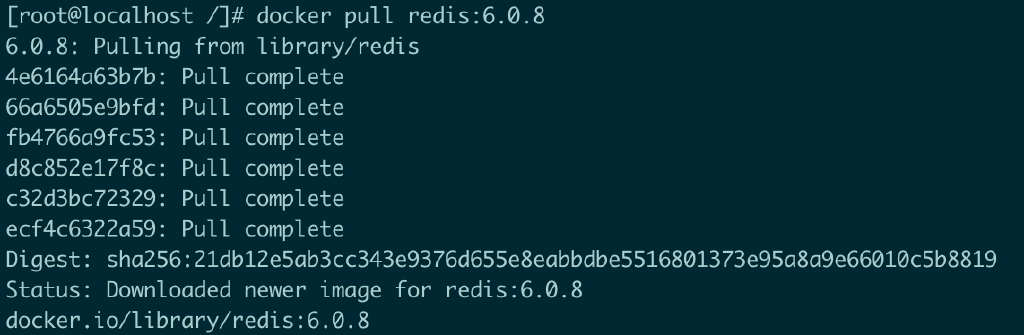 [root@localhost /]# docker pull redis:6.0.8
6.0.8: Pulling from library/redis
4e6164a63b7b: Pull complete
66a6505e9bfd: Pull complete
fb4766a9fc53: Pull complete
d8c852e17f8c: Pull complete
c32d3bc72329: Pull complete
ecf4c6322a59: Pull complete
Digest: sha256:21db12e5ab3cc343e9376d655e8eabbdbe5516801373e95a8a9e66010c5b8819
Status: Downloaded newer image for redis:6.0.8
docker.io/library/redis:6.0.8